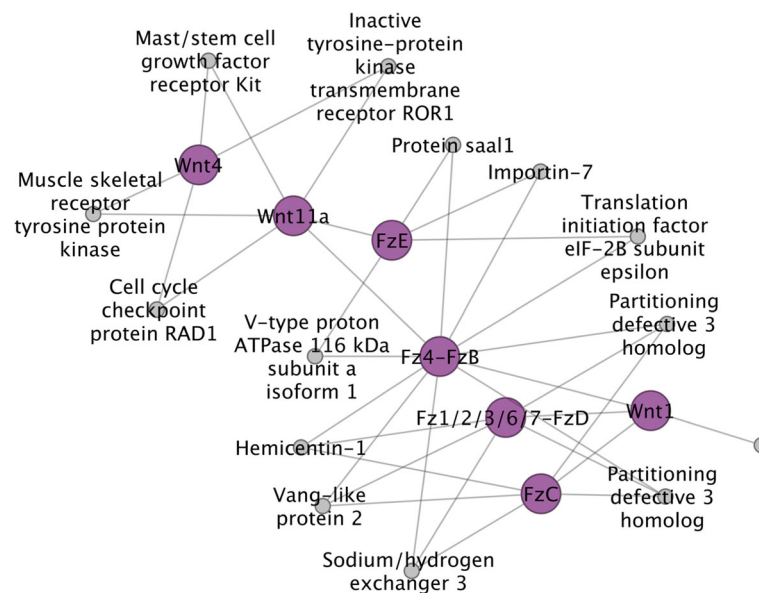 Mast/stem cell
growth factor
receptor Kit
Inactive
tyrosine-protein
kinase
transmembrane
receptor ROR1
Protein saal1
Importin-7
Wnt4
Muscle skeletal
receptor
tyrosine protein
kinase
Wnt11a
FzE
Translation
initiation factor
eIF-2B subunit
epsilon
Cell cycle
checkpoint
protein RAD1
V-type proton
ATPase 116 kDa
subunit a
isoform 1
Fz4-FzB
Partitioning
defective 3
homolog
Fz1/2/3/6/7-FzD
Wnt1
Hemicentin-1
Vang-like
protein 2
FzC
Partitioning
defective 3
homolog
Sodium/hydrogen
exchanger 3